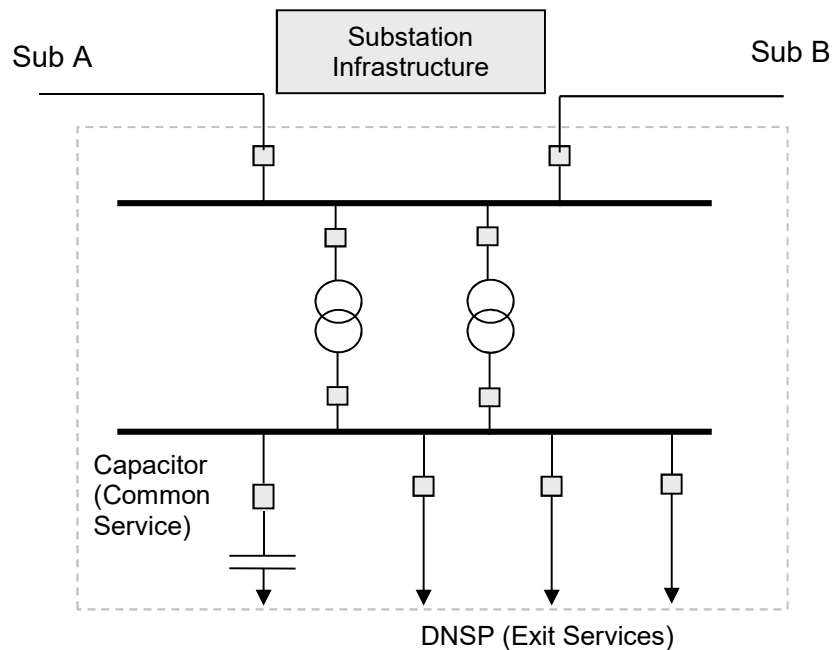 Substation
Infrastructure
Sub A
Sub B
Capacitor
(Common
Service)
DNSP (Exit Services)